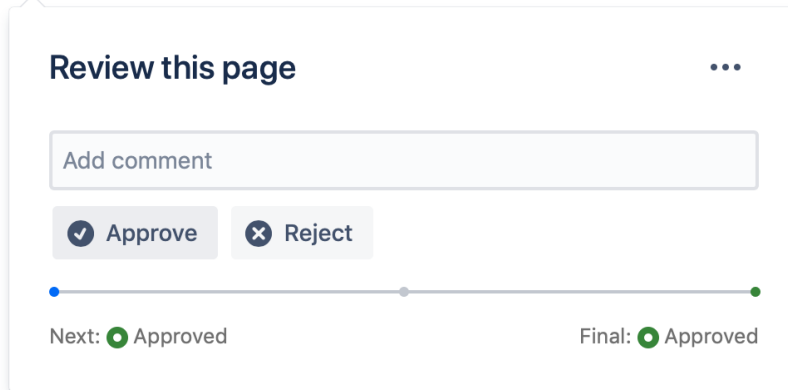 Review this page
Add comment
Approve Reject
Next: Approved Final: Approved